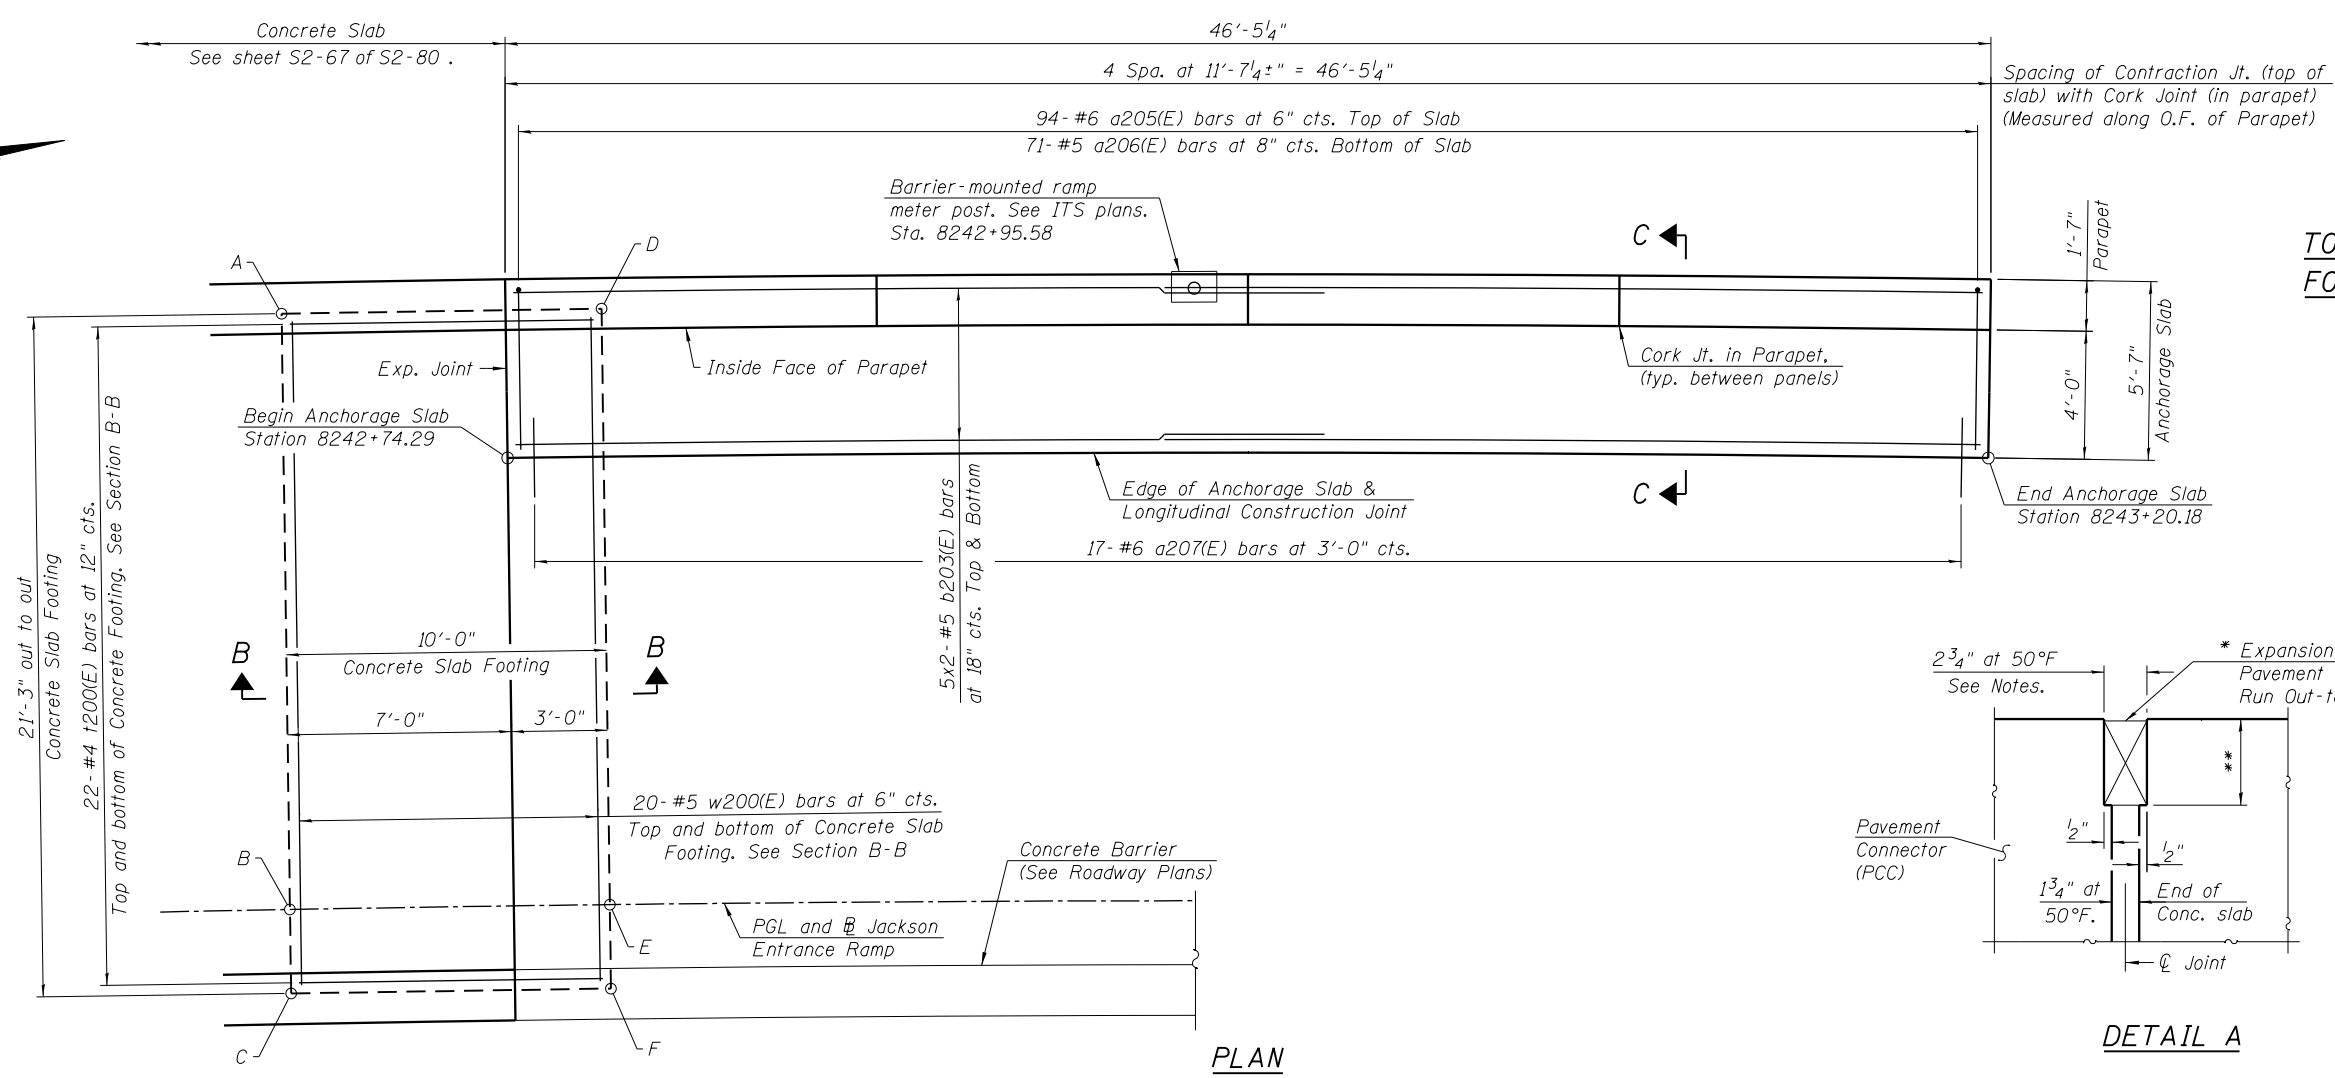 Concrete Slab
See sheet S2-67 of S2-80 .
46'-5¼"
4 Spa. at 11'-7¼±" = 46'-5¼"
Spacing of Contraction Jt. (top of
slab) with Cork Joint (in parapet)
(Measured along O.F. of Parapet)
94-#6 a205(E) bars at 6" cts. Top of Slab
71-#5 a206(E) bars at 8" cts. Bottom of Slab
Barrier-mounted ramp
meter post. See ITS plans.
Sta. 8242+95.58
C
A
D
1'-7"
Parapet
4'-0"
5'-7"
Anchorage Slab
Exp. Joint
Inside Face of Parapet
Cork Jt. in Parapet,
(typ. between panels)
Begin Anchorage Slab
Station 8242+74.29
Edge of Anchorage Slab &
Longitudinal Construction Joint
C
End Anchorage Slab
Station 8243+20.18
17-#6 a207(E) bars at 3'-0" cts.
5x2-#5 b203(E) bars
at 18" cts. Top & Bottom
21'-3" out to out
Concrete Slab Footing
22-#4 t200(E) bars at 12" cts.
Top and bottom of Concrete Footing. See Section B-B
B
B
10'-0"
Concrete Slab Footing
7'-0"
3'-0"
20-#5 w200(E) bars at 6" cts.
Top and bottom of Concrete Slab
Footing. See Section B-B
B
Concrete Barrier
(See Roadway Plans)
PGL and ⅊ Jackson
Entrance Ramp
E
C
F
PLAN
TO
FO
2¾" at 50°F
See Notes.
* Expansion
Pavement
Run Out-t
**
Pavement
Connector
(PCC)
½"
½"
1¾" at
50°F.
End of
Conc. slab
℄ Joint
DETAIL A